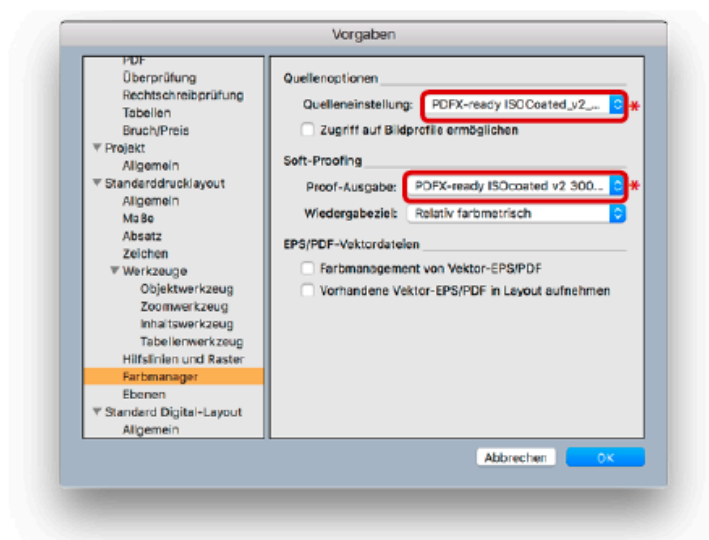 Vorgaben
PDF
Überprüfung
Rechtschreibprüfung
Tabellen
Bruch/Preis
Projekt
Allgemein
Standarddrucklayout
Allgemein
Maße
Absatz
Zeichen
Werkzeuge
Objektwerkzeug
Zoomwerkzeug
Inhaltswerkzeug
Tabellenwerkzeug
Hilfslinien und Raster
Farbmanager
Ebenen
Standard Digital-Layout
Allgemein
Quellenoptionen
Quelleneinstellung: PDFX-ready ISOCoated_v2_... *
Zugriff auf Bildprofile ermöglichen
Soft-Proofing
Proof-Ausgabe: PDFX-ready ISOcoated v2 300... *
Wiedergabeziel: Relativ farbmetrisch
EPS/PDF-Vektordateien
Farbmanagement von Vektor-EPS/PDF
Vorhandene Vektor-EPS/PDF in Layout aufnehmen
Abbrechen OK